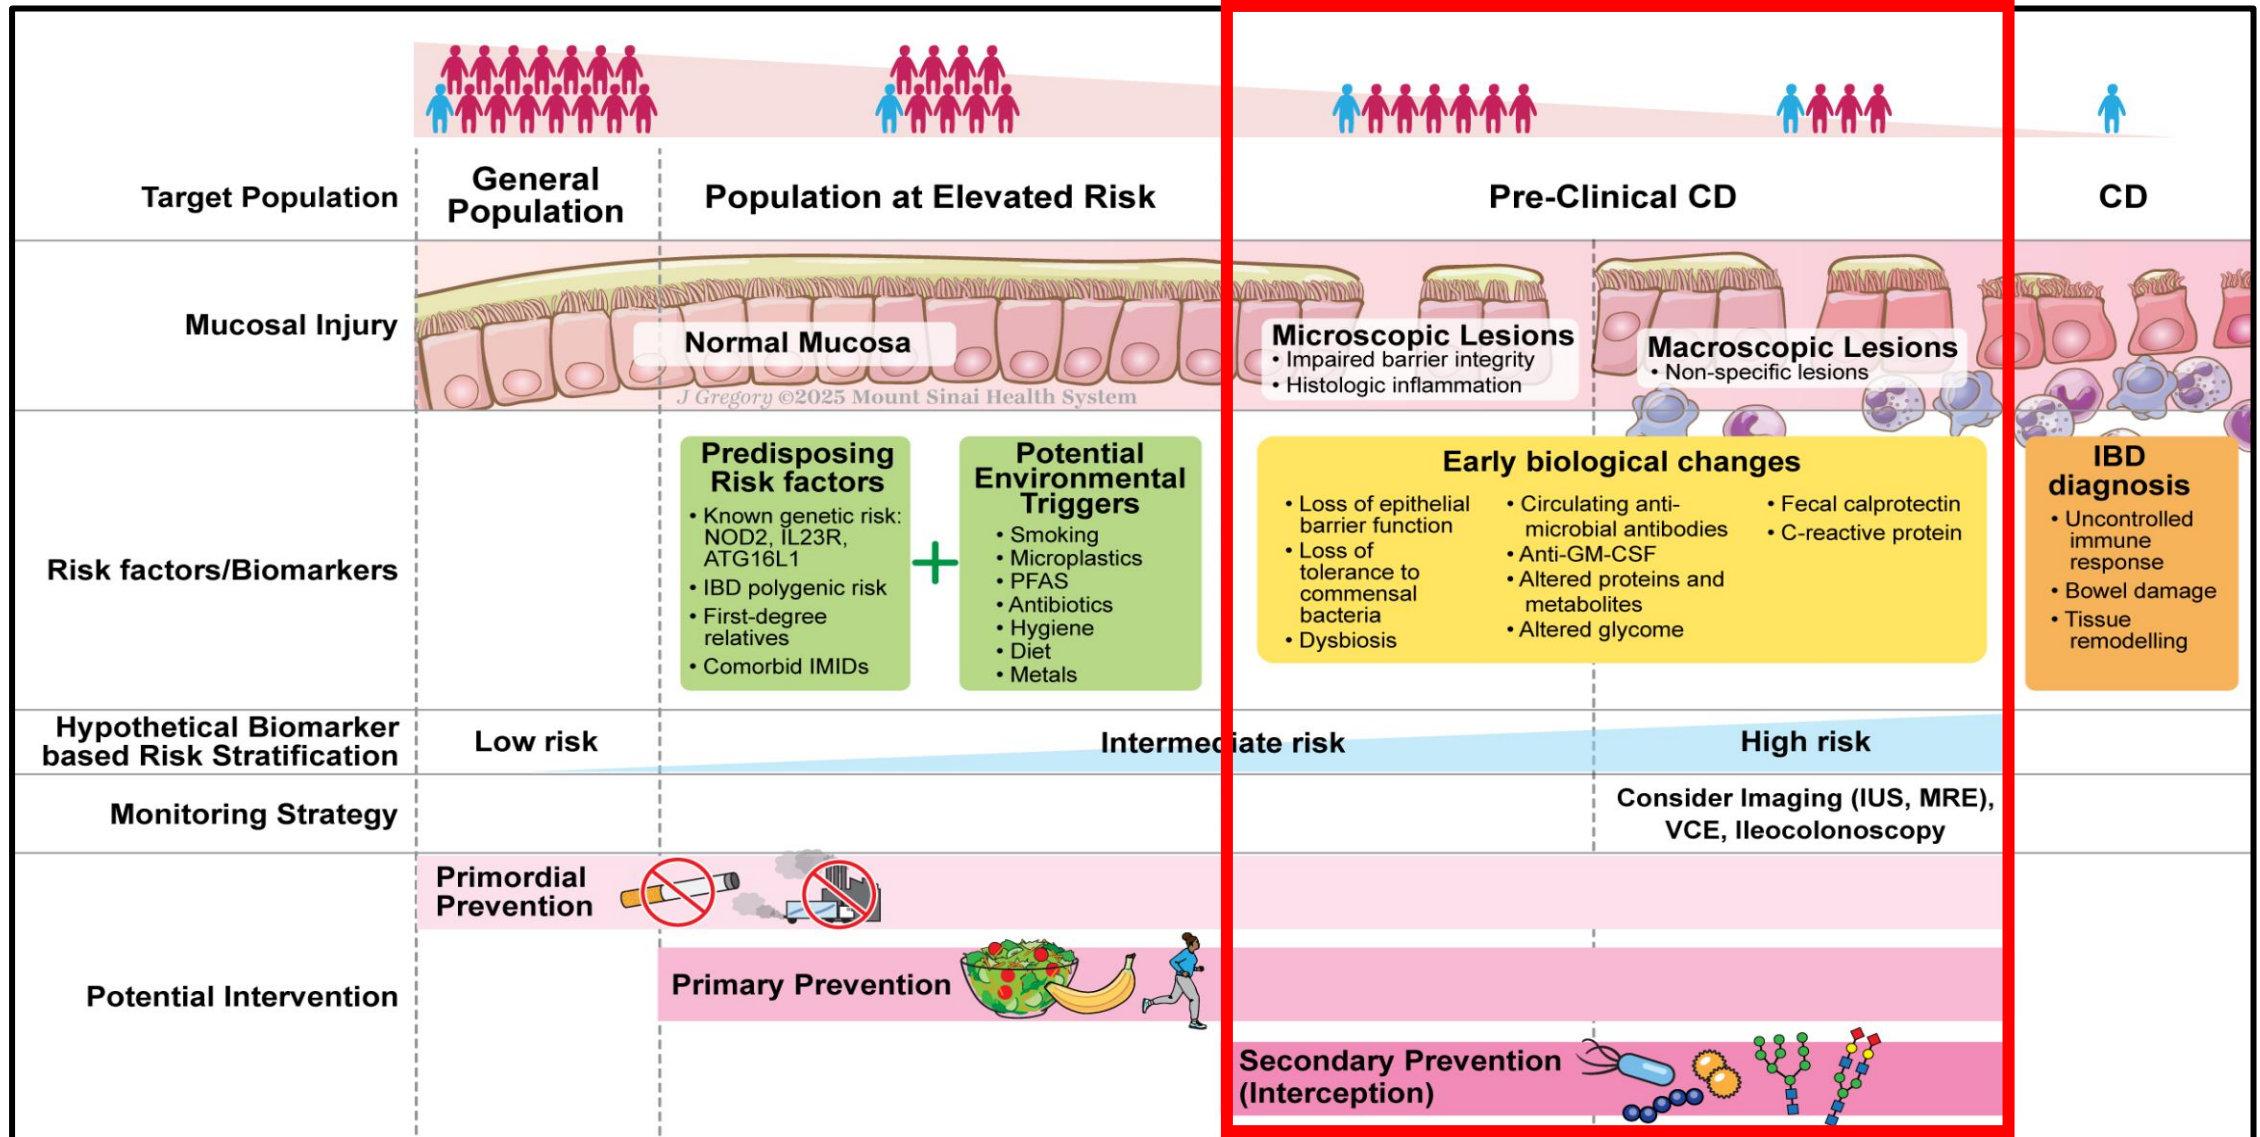 Target Population
General
Population
Population at Elevated Risk
Pre-Clinical CD
CD
Mucosal Injury
Normal Mucosa
J Gregory ©2025 Mount Sinai Health System
Microscopic Lesions
• Impaired barrier integrity
• Histologic inflammation
Macroscopic Lesions
• Non-specific lesions
Risk factors/Biomarkers
Predisposing
Risk factors
• Known genetic risk:
NOD2, IL23R,
ATG16L1
• IBD polygenic risk
• First-degree
relatives
• Comorbid IMIDs
+
Potential
Environmental
Triggers
• Smoking
• Microplastics
• PFAS
• Antibiotics
• Hygiene
• Diet
• Metals
Early biological changes
• Loss of epithelial
barrier function
• Loss of
tolerance to
commensal
bacteria
• Dysbiosis
• Circulating anti-
microbial antibodies
• Anti-GM-CSF
• Altered proteins and
metabolites
• Altered glycome
• Fecal calprotectin
• C-reactive protein
IBD
diagnosis
• Uncontrolled
immune
response
• Bowel damage
• Tissue
remodelling
Hypothetical Biomarker
based Risk Stratification
Low risk
Intermediate risk
High risk
Monitoring Strategy
Consider Imaging (IUS, MRE),
VCE, Ileocolonoscopy
Potential Intervention
Primordial
Prevention
Primary Prevention
Secondary Prevention
(Interception)